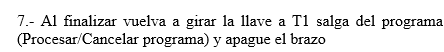 7.- Al finalizar vuelva a girar la llave a T1 salga del programa
(Procesar/Cancelar programa) y apague el brazo